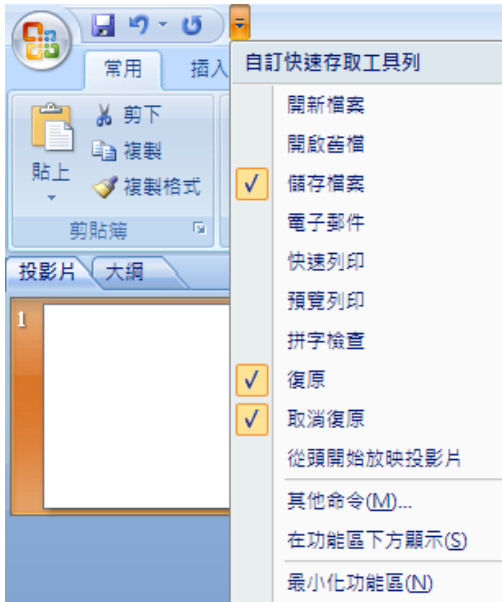 常用 插入
剪下
複製
複製格式
貼上
剪貼簿
投影片 大綱
1
自訂快速存取工具列
開新檔案
開啟舊檔
儲存檔案
電子郵件
快速列印
預覽列印
拼字檢查
復原
取消復原
從頭開始放映投影片
其他命令(M)...
在功能區下方顯示(S)
最小化功能區(N)